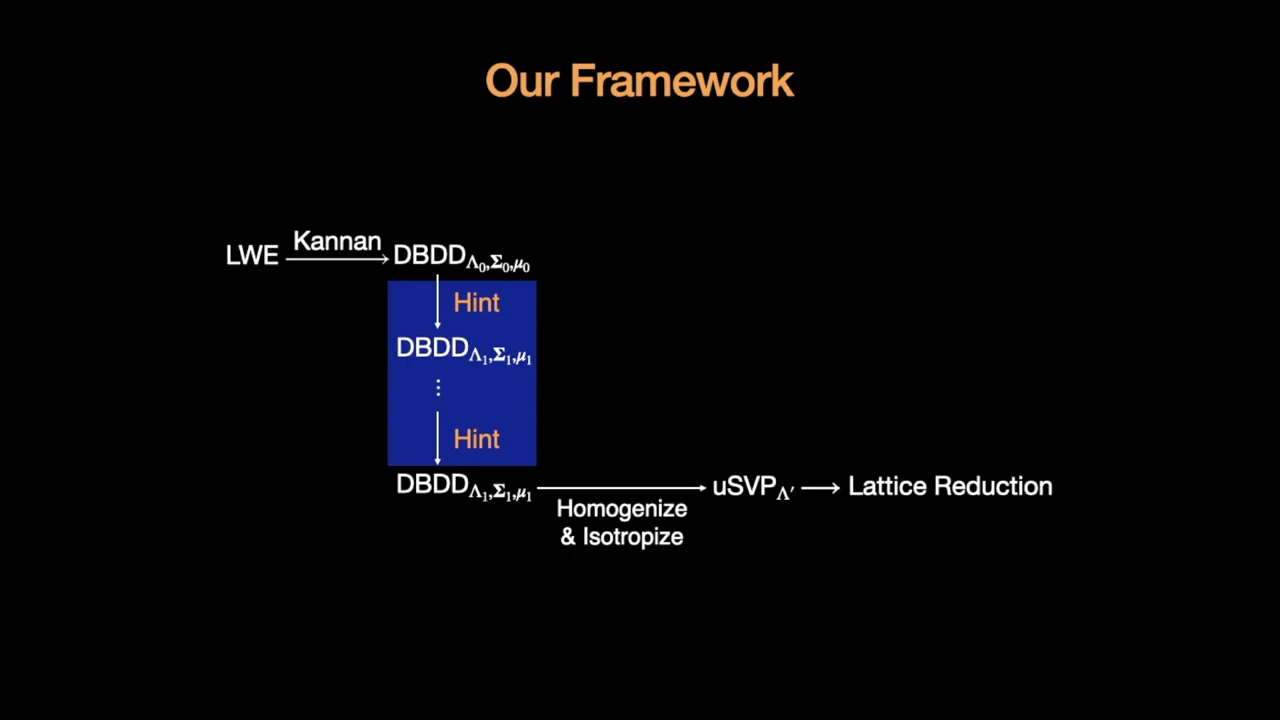 Our Framework
Kannan
LWE ⟶ DBDD_{Λ₀,Σ₀,μ₀}
Hint
DBDD_{Λ₁,Σ₁,μ₁}
⋮
Hint
DBDD_{Λ₁,Σ₁,μ₁} ⟶ uSVP_{Λ′} ⟶ Lattice Reduction
Homogenize
& Isotropize